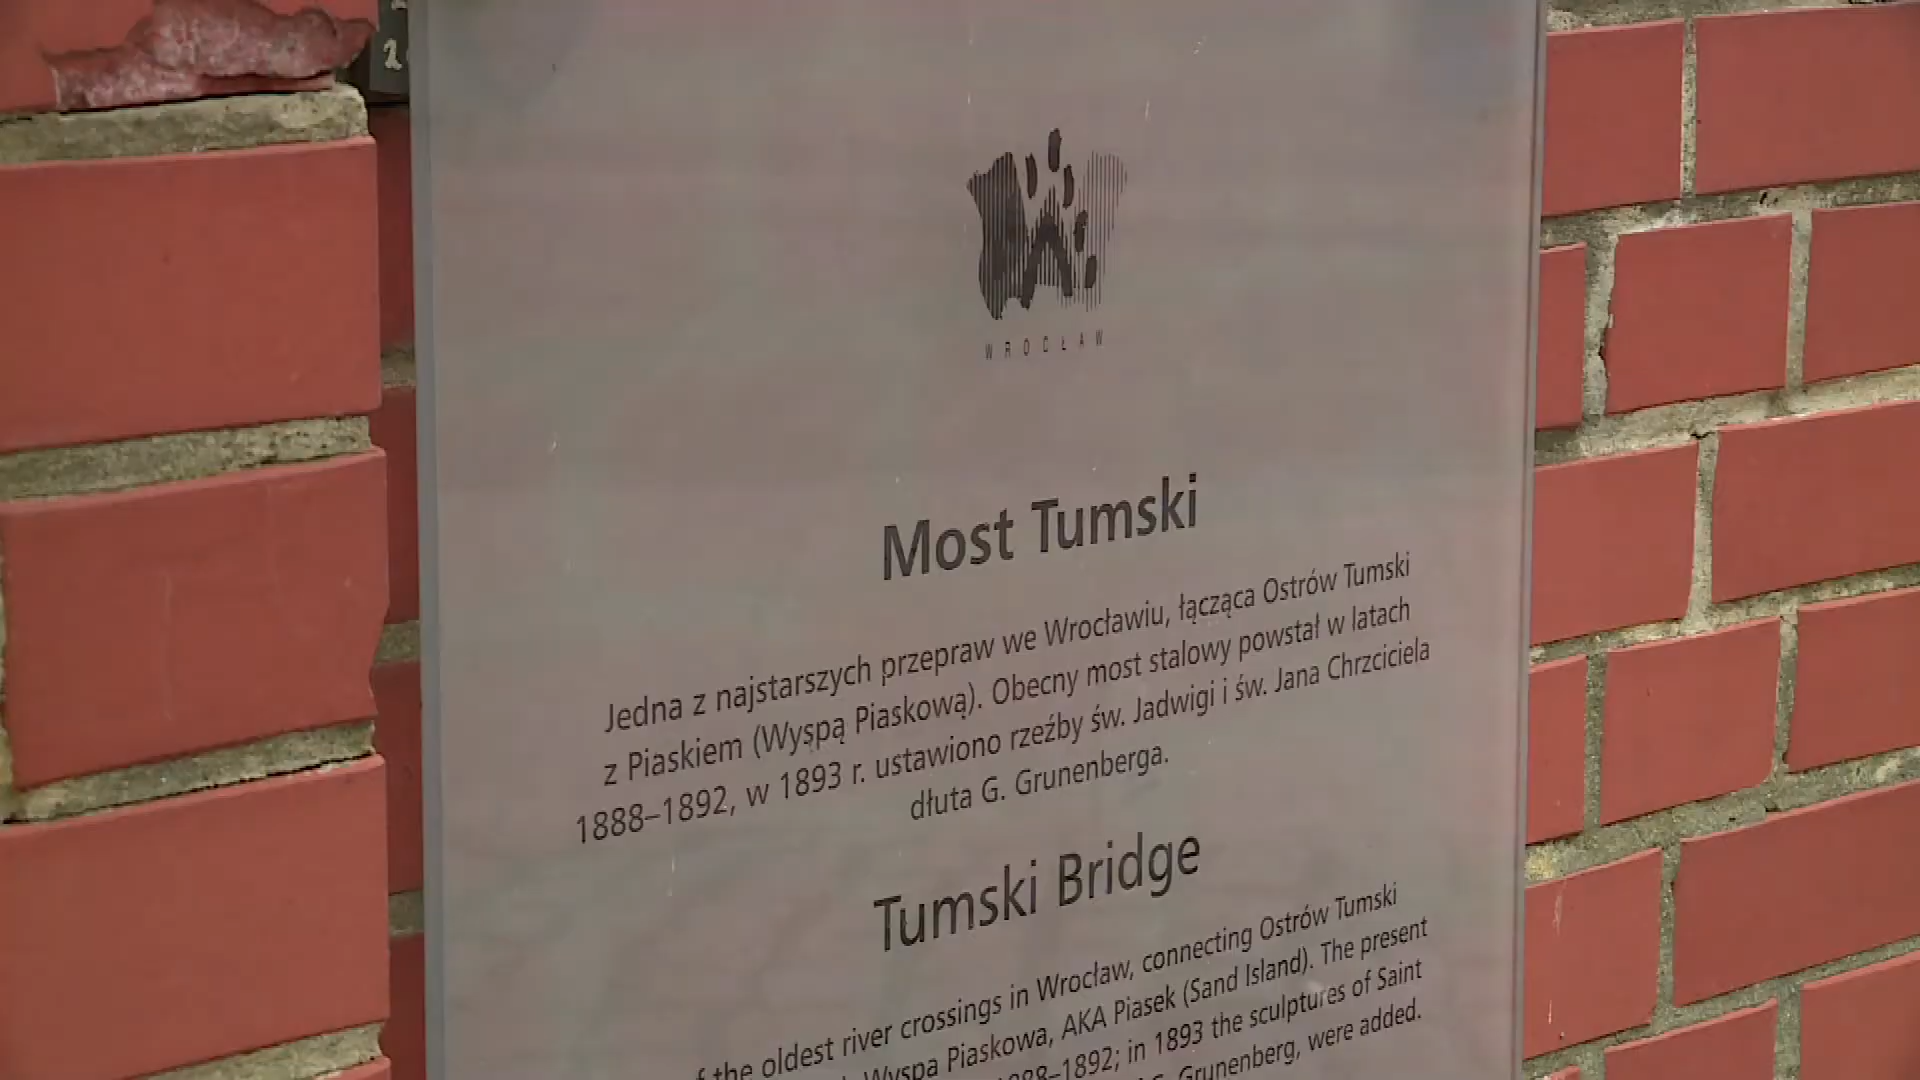 WROCŁAW
Most Tumski
Jedna z najstarszych przepraw we Wrocławiu, łącząca Ostrów Tumski
z Piaskiem (Wyspą Piaskową). Obecny most stalowy powstał w latach
1888–1892, w 1893 r. ustawiono rzeźby św. Jadwigi i św. Jana Chrzciciela
dłuta G. Grunenberga.
Tumski Bridge
the oldest river crossings in Wrocław, connecting Ostrów Tumski
Wyspa Piaskowa, AKA Piasek (Sand Island). The present
1888–1892; in 1893 the sculptures of Saint
Grunenberg, were added.